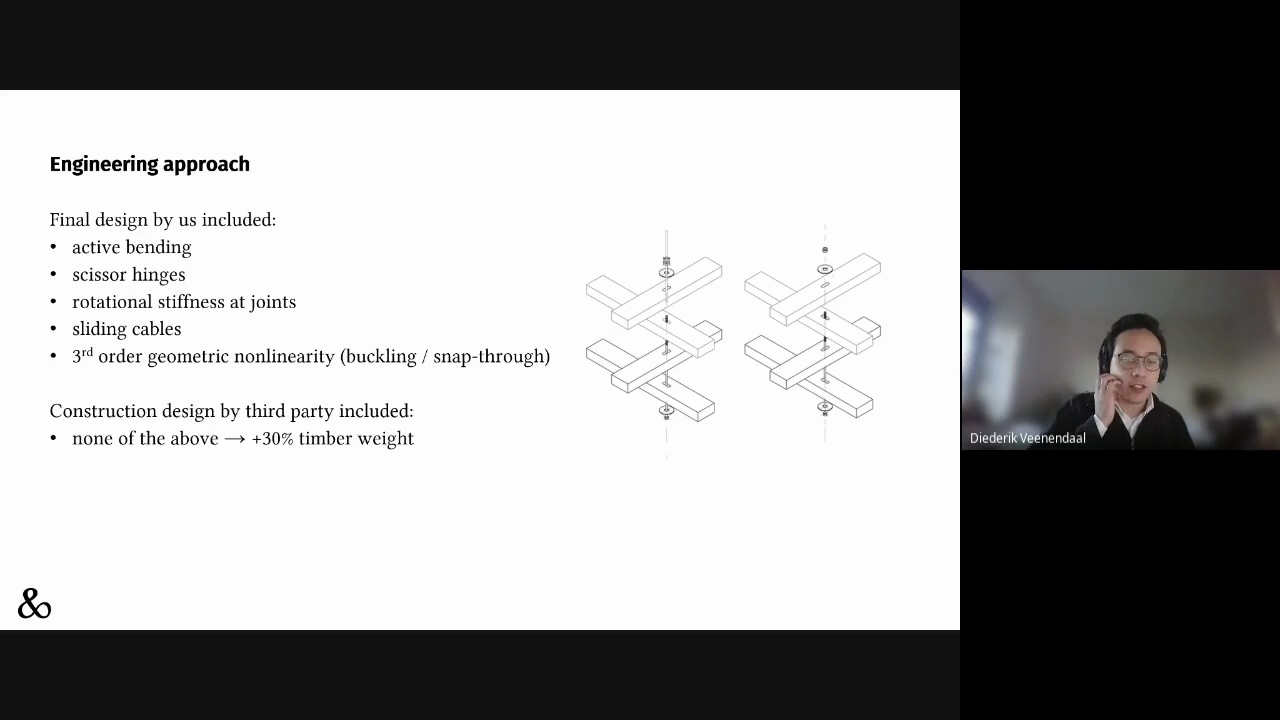 Engineering approach
Final design by us included:
• active bending
• scissor hinges
• rotational stiffness at joints
• sliding cables
• 3rd order geometric nonlinearity (buckling / snap-through)
Construction design by third party included:
• none of the above → +30% timber weight
&
Diederik Veenendaal